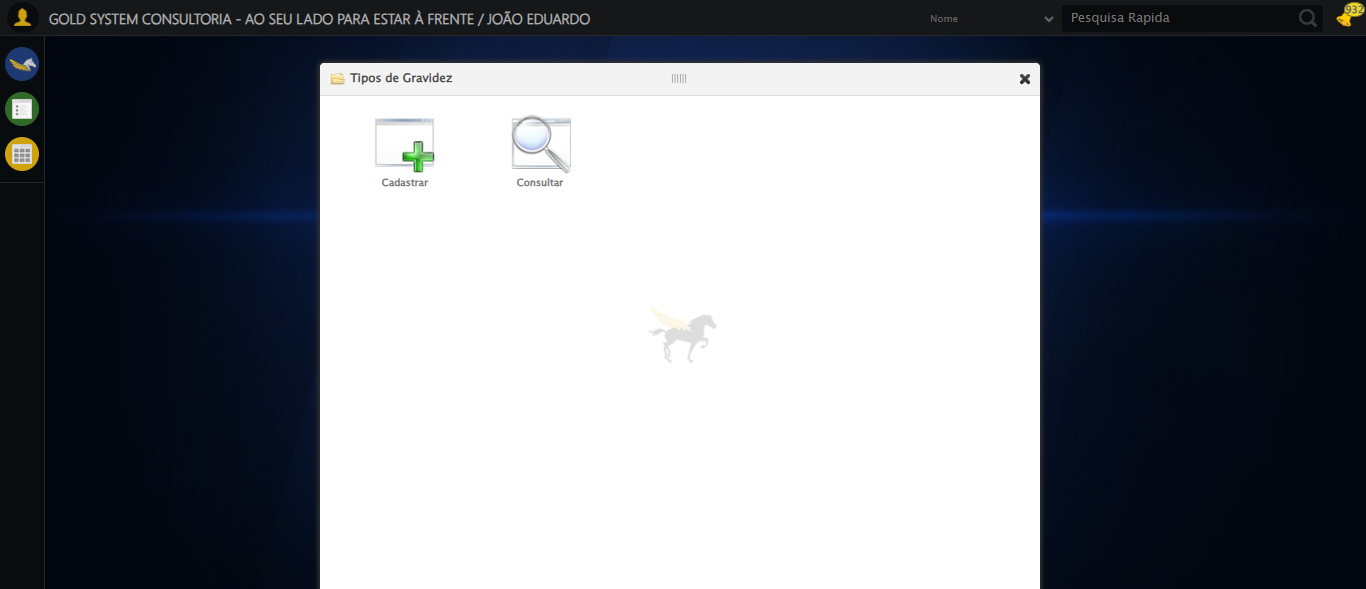 GOLD SYSTEM CONSULTORIA - AO SEU LADO PARA ESTAR À FRENTE / JOÃO EDUARDO
Nome
Pesquisa Rapida
932
Tipos de Gravidez
Cadastrar
Consultar